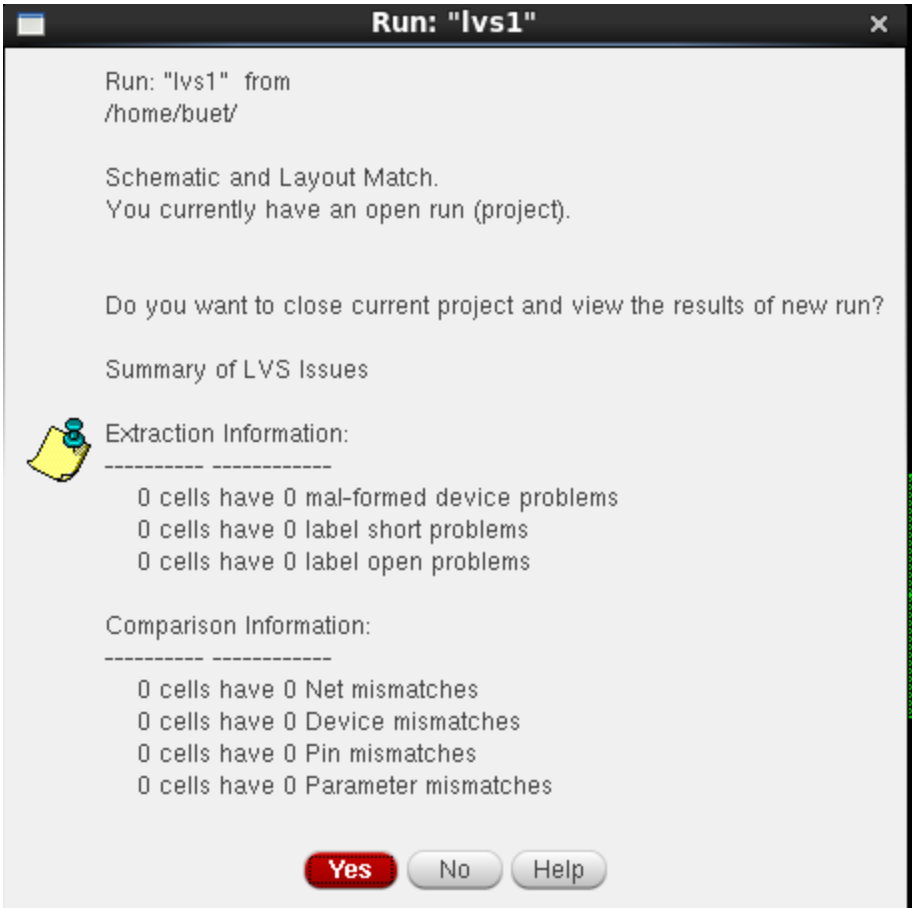 Run: "lvs1"
Run: "lvs1"  from
/home/buet/
Schematic and Layout Match.
You currently have an open run (project).
Do you want to close current project and view the results of new run?
Summary of LVS Issues
Extraction Information:
---------- ------------
0 cells have 0 mal-formed device problems
0 cells have 0 label short problems
0 cells have 0 label open problems
Comparison Information:
---------- ------------
0 cells have 0 Net mismatches
0 cells have 0 Device mismatches
0 cells have 0 Pin mismatches
0 cells have 0 Parameter mismatches
Yes No Help